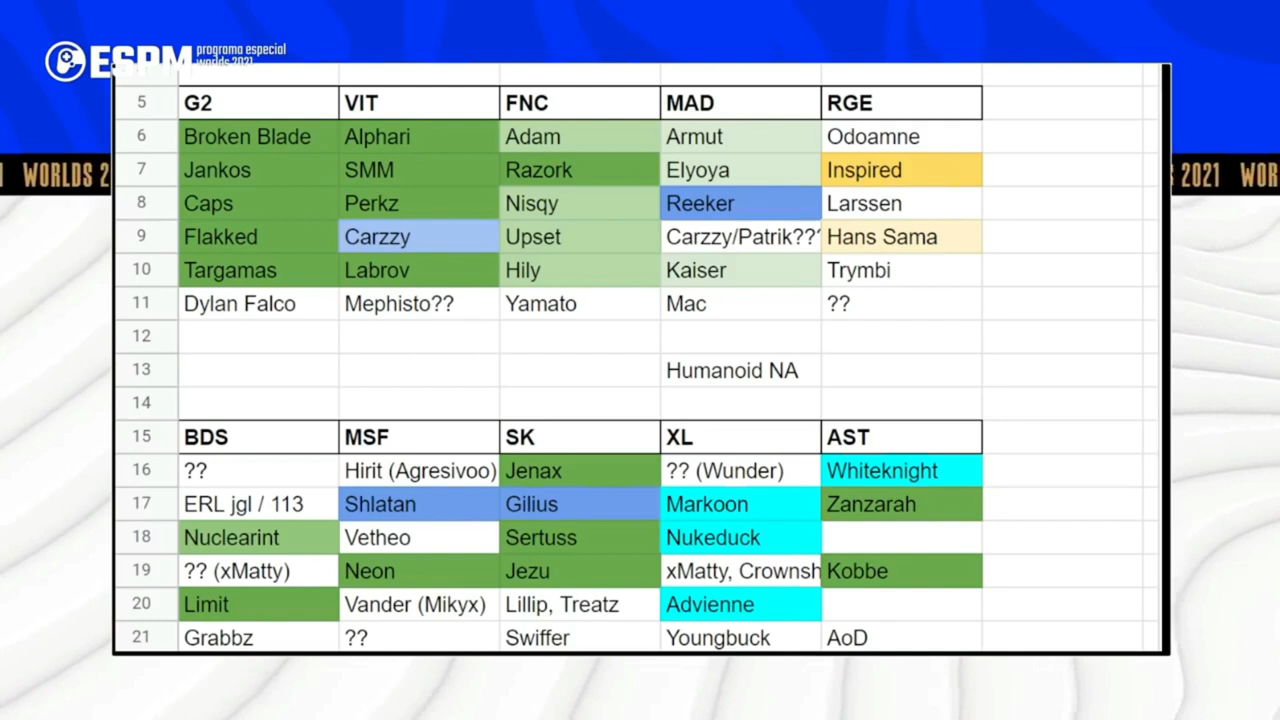 ESPM programa especial
worlds 2021
WORLDS 2
2021 WOR
5 G2 VIT FNC MAD RGE
6 Broken Blade Alphari Adam Armut Odoamne
7 Jankos SMM Razork Elyoya Inspired
8 Caps Perkz Nisqy Reeker Larssen
9 Flakked Carzzy Upset Carzzy/Patrik??? Hans Sama
10 Targamas Labrov Hily Kaiser Trymbi
11 Dylan Falco Mephisto?? Yamato Mac ??
12
13 Humanoid NA
14
15 BDS MSF SK XL AST
16 ?? Hirit (Agresivoo) Jenax ?? (Wunder) Whiteknight
17 ERL jgl / 113 Shlatan Gilius Markoon Zanzarah
18 Nuclearint Vetheo Sertuss Nukeduck
19 ?? (xMatty) Neon Jezu xMatty, Crownsh Kobbe
20 Limit Vander (Mikyx) Lillip, Treatz Advienne
21 Grabbz ?? Swiffer Youngbuck AoD